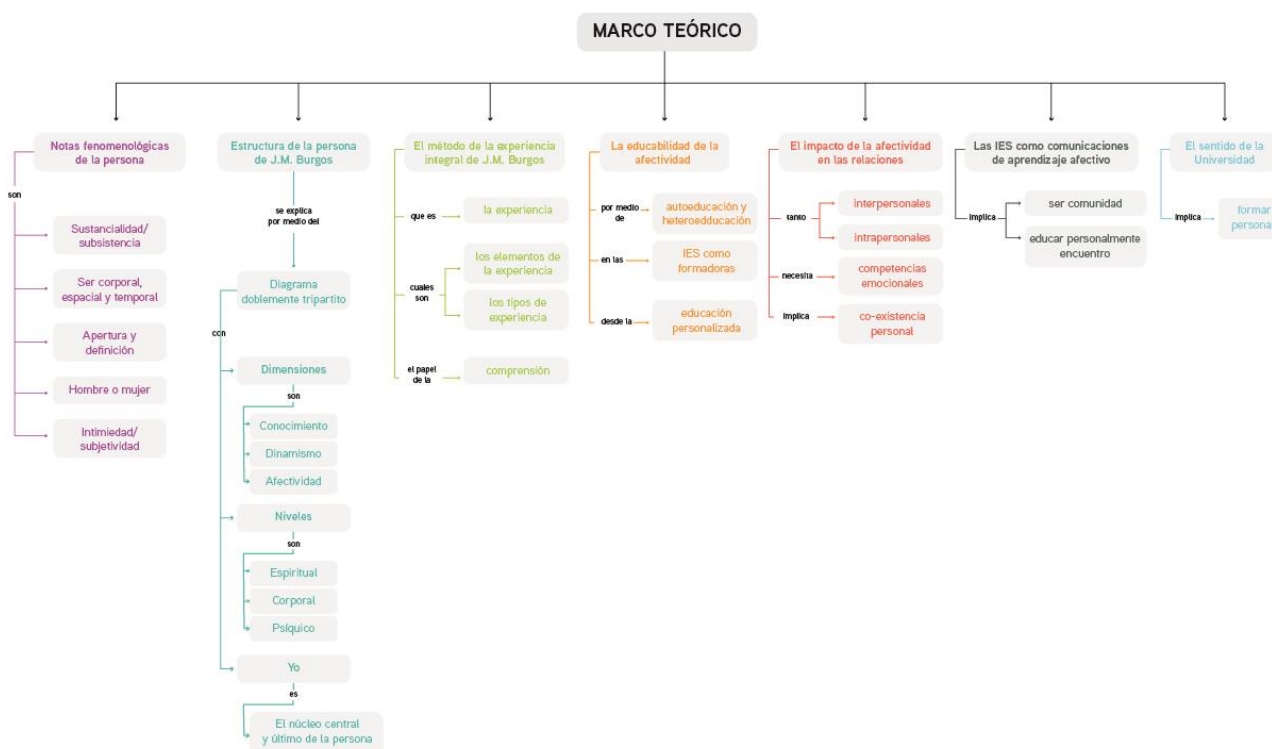 MARCO TEÓRICO
Notas fenomenológicas
de la persona
son
Sustancialidad/
subsistencia
Ser corporal,
espacial y temporal
Apertura y
definición
Hombre o mujer
Intimiedad/
subjetividad
Estructura de la persona
de J.M. Burgos
se explica
por medio del
Diagrama
doblemente tripartito
con
Dimensiones
son
Conocimiento
Dinamismo
Afectividad
Niveles
son
Espiritual
Corporal
Psíquico
Yo
es
El núcleo central
y último de la persona
El método de la experiencia
integral de J.M. Burgos
que es
la experiencia
cuales
son
los elementos de
la experiencia
los tipos de
experiencia
el papel
de la
comprensión
La educabilidad de la
afectividad
por medio
de
autoeducación y
heteroedducación
en las
IES como
formadoras
desde la
educación
personalizada
El impacto de la afectividad
en las relaciones
tanto
interpersonales
intrapersonales
necesita
competencias
emocionales
implica
co-existencia
personal
Las IES como comunicaciones
de aprendizaje afectivo
implica
ser comunidad
educar personalmente
encuentro
El sentido de la
Universidad
implica
formar
personas